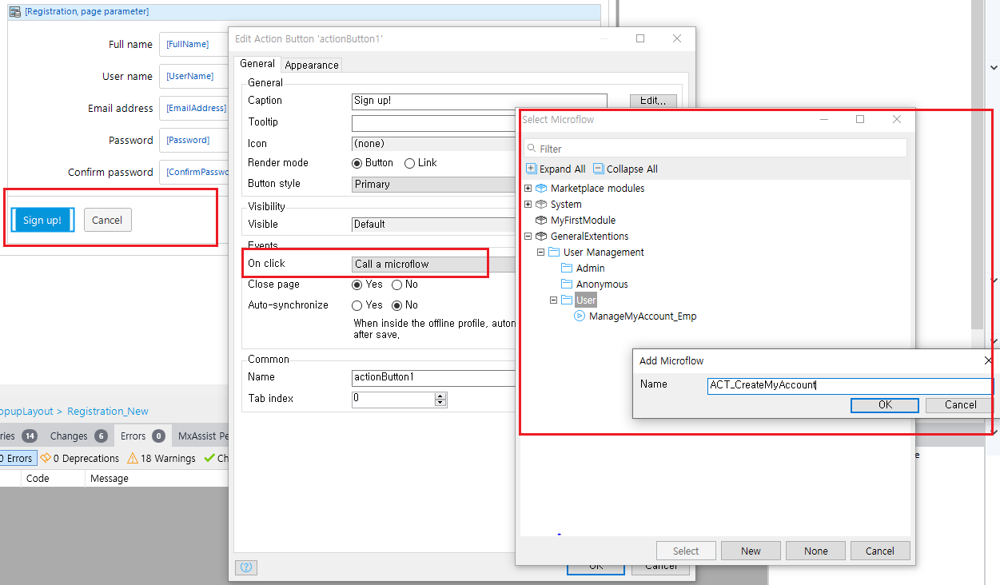 [Registration, page parameter]
Full name [FullName]
User name [UserName]
Email address [EmailAddress]
Password [Password]
Confirm password [ConfirmPasswo
Sign up! Cancel
opupLayout > Registration_New
ries 14 Changes 6 Errors 0 MxAssist Pe
0 Errors 0 Deprecations 18 Warnings Ch
Code Message
Edit Action Button 'actionButton1'
General Appearance
General
Caption Sign up! Edit...
Tooltip
Icon (none)
Render mode Button Link
Button style Primary
Visibility
Visible Default
Events
On click Call a microflow
Close page Yes No
Auto-synchronize Yes No
When inside the offline profile, auton
after save.
Common
Name actionButton1
Tab index 0
OK Cancel
Select Microflow
Filter
Expand All Collapse All
Marketplace modules
System
MyFirstModule
GeneralExtentions
User Management
Admin
Anonymous
User
ManageMyAccount_Emp
Add Microflow
Name ACT_CreateMyAccount
OK Cancel
Select New None Cancel